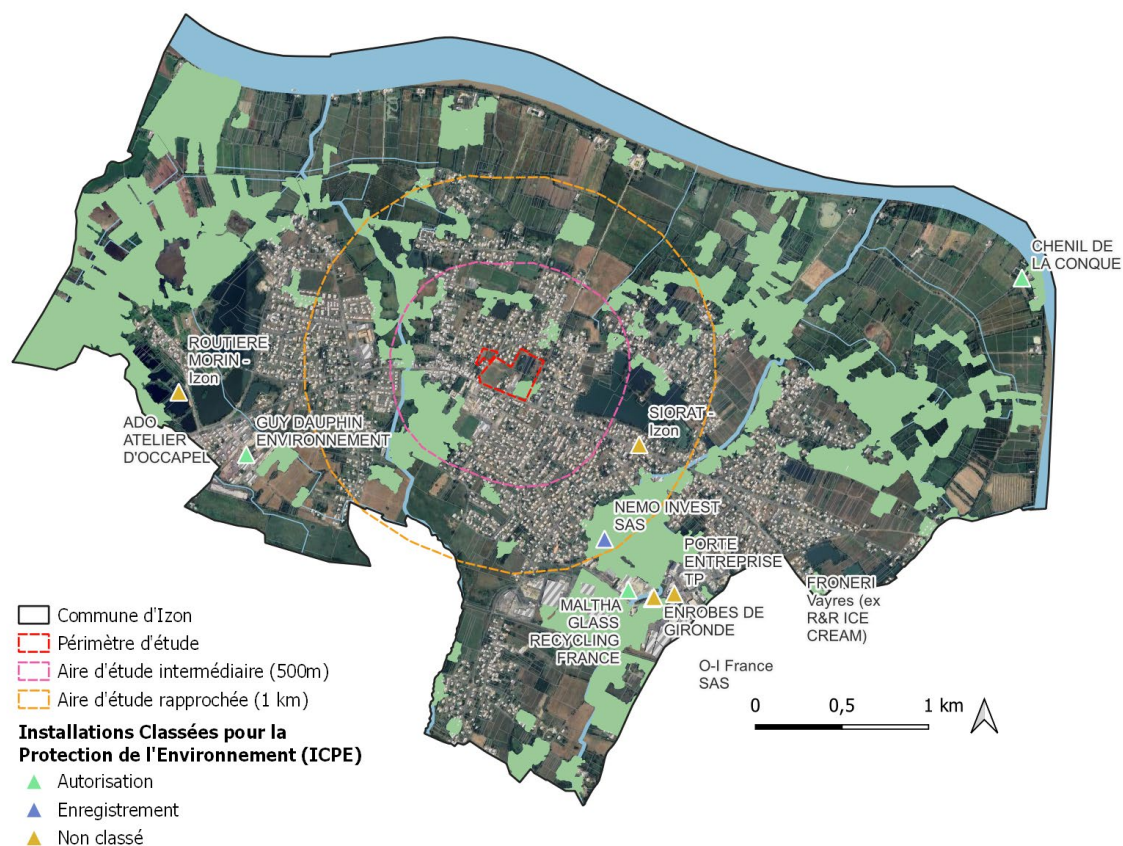 CHENIL DE
LA CONQUE
ROUTIERE
MORIN -
Izon
ADO
ATELIER
D'OCCAPEL
GUY DAUPHIN
ENVIRONNEMENT
SIORAT -
Izon
NEMO INVEST
SAS
PORTE
ENTREPRISE
TP
MALTHA
GLASS
RECYCLING
FRANCE
ENROBES DE
GIRONDE
FRONERI
Vayres (ex
R&R ICE
CREAM)
O-I France
SAS
0 0,5 1 km
Commune d'Izon
Périmètre d'étude
Aire d'étude intermédiaire (500m)
Aire d'étude rapprochée (1 km)
Installations Classées pour la
Protection de l'Environnement (ICPE)
Autorisation
Enregistrement
Non classé